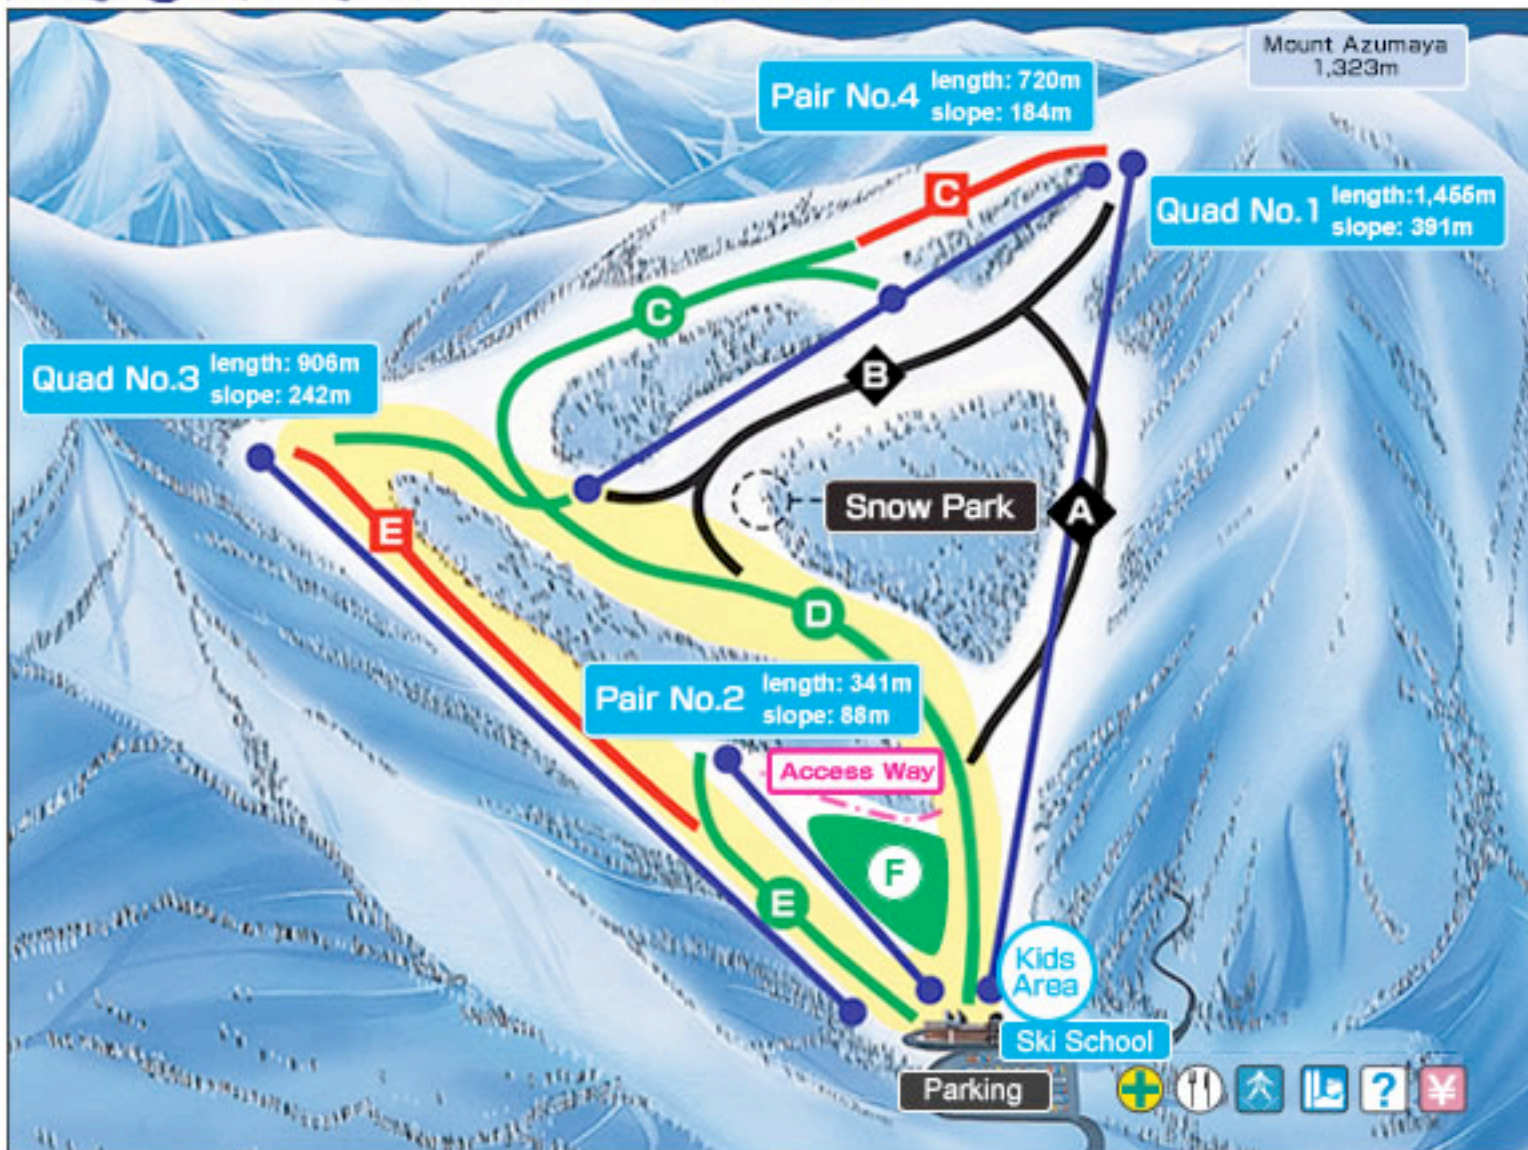 Mount Azumaya
1,323m
Pair No.4
length: 720m
slope: 184m
C
Quad No.1
length:1,455m
slope: 391m
C
Quad No.3
length: 906m
slope: 242m
B
Snow Park
A
E
D
Pair No.2
length: 341m
slope: 88m
Access Way
F
E
Kids
Area
Ski School
Parking
?
¥